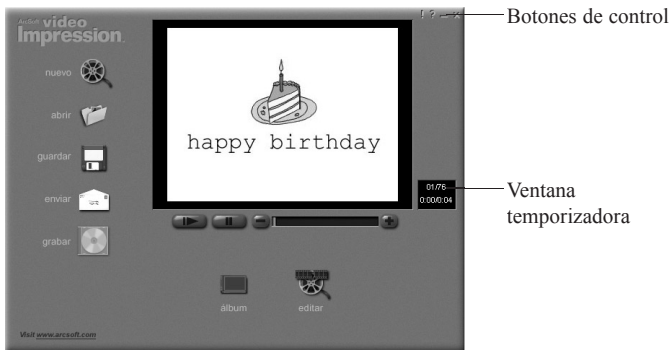 ArcSoft video
Impression
! ? – x
Botones de control
nuevo
abrir
happy birthday
guardar
enviar
01/76
0:00/0:04
Ventana
temporizadora
grabar
álbum
editar
Visit www.arcsoft.com